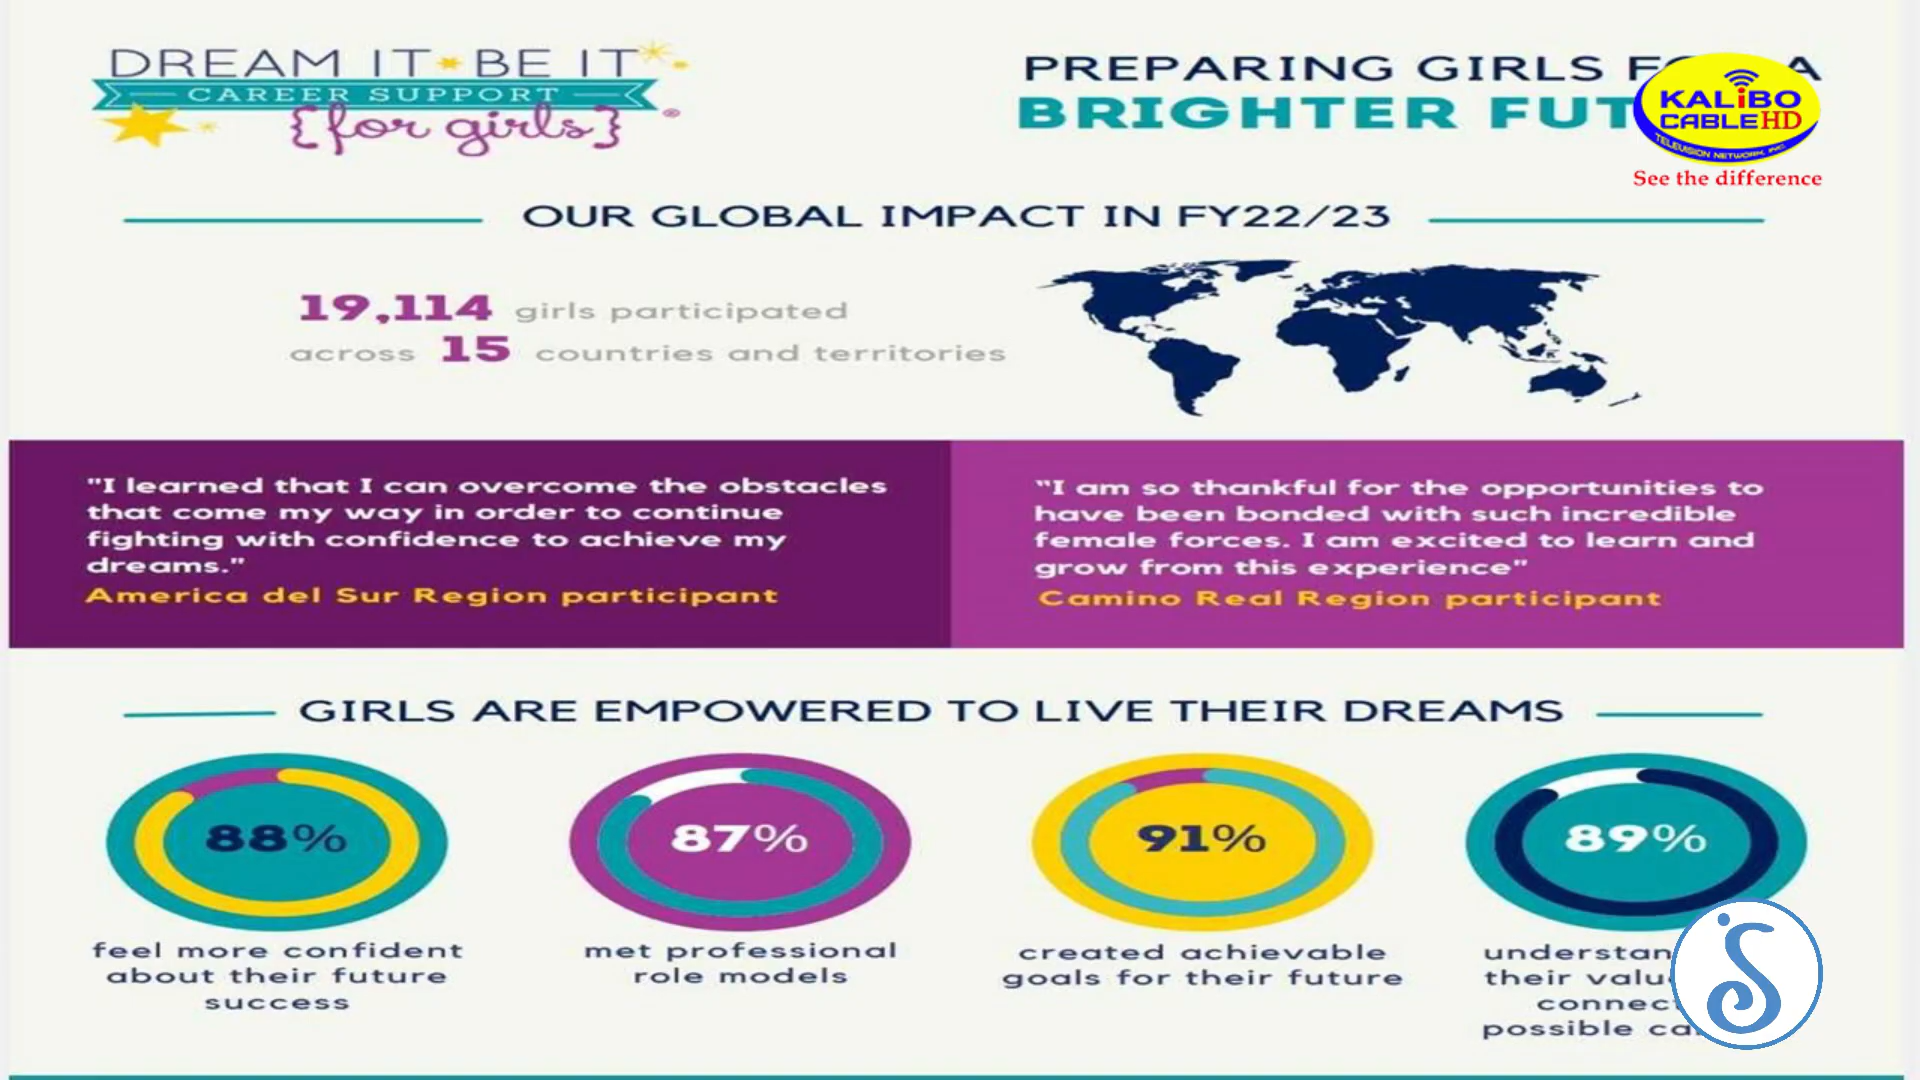 DREAM IT BE IT
CAREER SUPPORT
{for girls}®
PREPARING GIRLS A
BRIGHTER
KALiBO
CABLEHD
TELEVISION NETWORK, INC.
See the difference
OUR GLOBAL IMPACT IN FY22/23
19,114 girls participated
across 15 countries and territories
"I learned that I can overcome the obstacles
that come my way in order to continue
fighting with confidence to achieve my
dreams."
America del Sur Region participant
"I am so thankful for the opportunities to
have been bonded with such incredible
female forces. I am excited to learn and
grow from this experience"
Camino Real Region participant
GIRLS ARE EMPOWERED TO LIVE THEIR DREAMS
88%
feel more confident
about their future
success
87%
met professional
role models
91%
created achievable
goals for their future
89%
their
possible
S